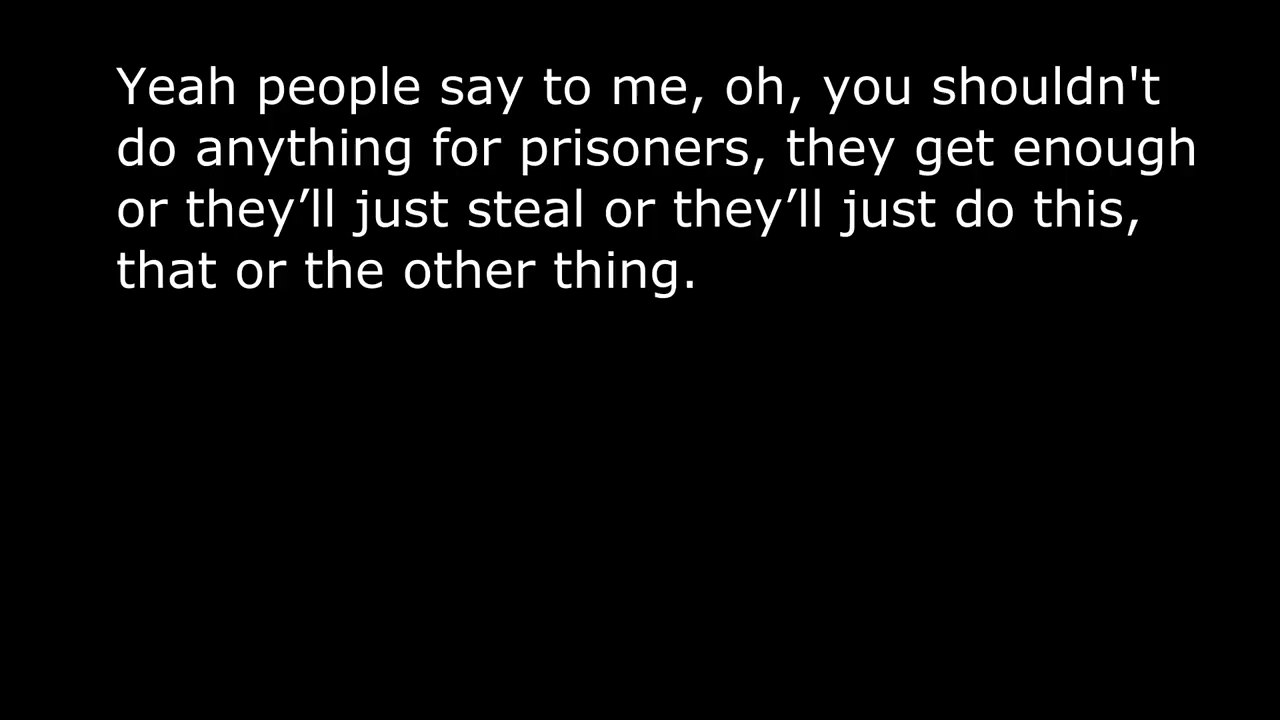 Yeah people say to me, oh, you shouldn't
do anything for prisoners, they get enough
or they’ll just steal or they’ll just do this,
that or the other thing.